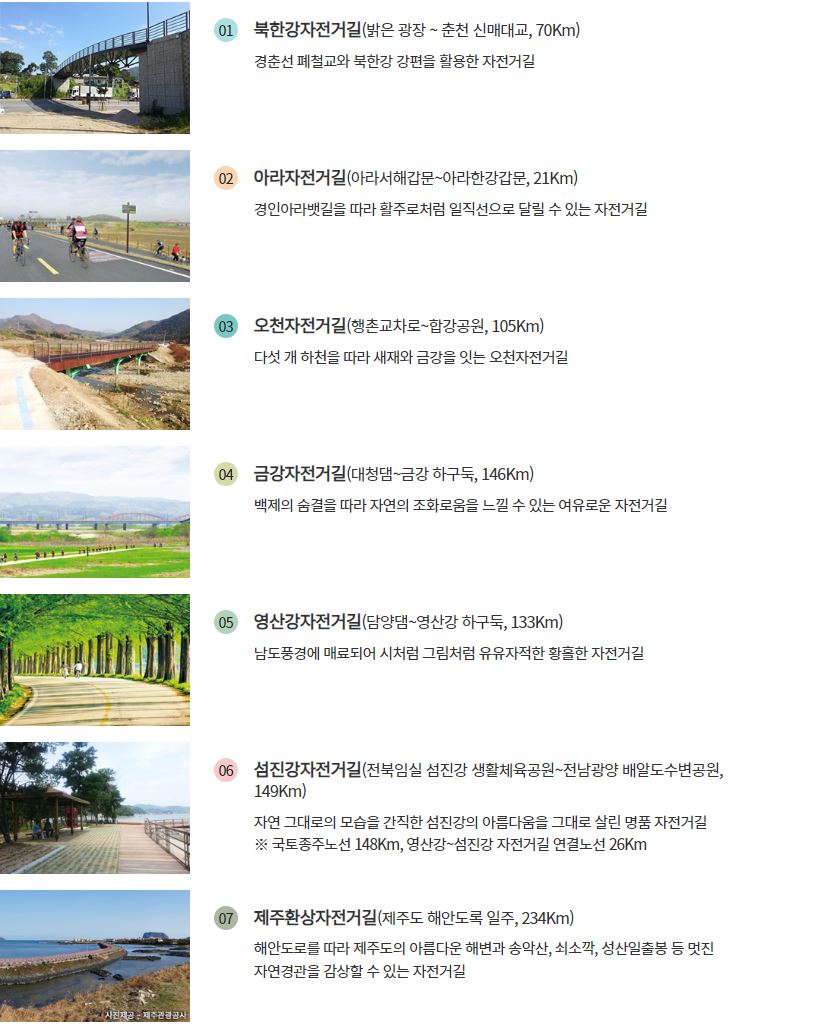 01
북한강자전거길(밝은 광장 ~ 춘천 신매대교, 70Km)
경춘선 폐철교와 북한강 강편을 활용한 자전거길
02
아라자전거길(아라서해갑문~아라한강갑문, 21Km)
경인아라뱃길을 따라 활주로처럼 일직선으로 달릴 수 있는 자전거길
03
오천자전거길(행촌교차로~합강공원, 105Km)
다섯 개 하천을 따라 새재와 금강을 잇는 오천자전거길
04
금강자전거길(대청댐~금강 하구둑, 146Km)
백제의 숨결을 따라 자연의 조화로움을 느낄 수 있는 여유로운 자전거길
05
영산강자전거길(담양댐~영산강 하구둑, 133Km)
남도풍경에 매료되어 시처럼 그림처럼 유유자적한 황홀한 자전거길
06
섬진강자전거길(전북임실 섬진강 생활체육공원~전남광양 배알도수변공원,
149Km)
자연 그대로의 모습을 간직한 섬진강의 아름다움을 그대로 살린 명품 자전거길
※ 국토종주노선 148Km, 영산강~섬진강 자전거길 연결노선 26Km
07
제주환상자전거길(제주도 해안도록 일주, 234Km)
해안도로를 따라 제주도의 아름다운 해변과 송악산, 쇠소깍, 성산일출봉 등 멋진
자연경관을 감상할 수 있는 자전거길
사진제공 - 제주관광공사